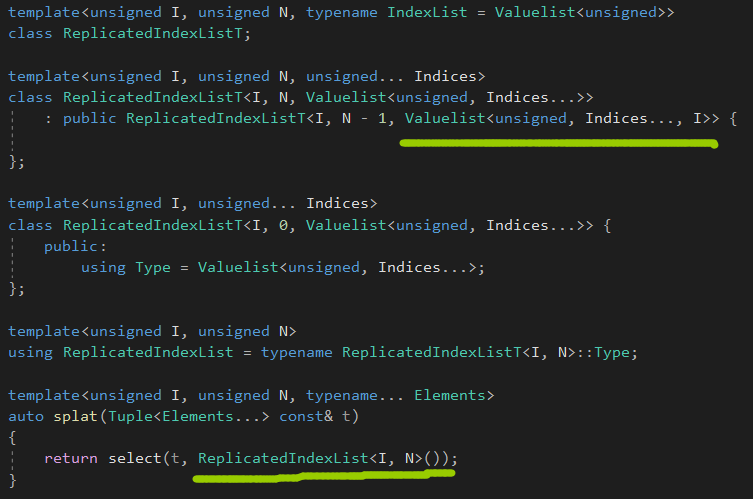 template<unsigned I, unsigned N, typename IndexList = Valuelist<unsigned>>
class ReplicatedIndexListT;
template<unsigned I, unsigned N, unsigned... Indices>
class ReplicatedIndexListT<I, N, Valuelist<unsigned, Indices...>>
: public ReplicatedIndexListT<I, N - 1, Valuelist<unsigned, Indices..., I>> {
};
template<unsigned I, unsigned... Indices>
class ReplicatedIndexListT<I, 0, Valuelist<unsigned, Indices...>> {
public:
using Type = Valuelist<unsigned, Indices...>;
};
template<unsigned I, unsigned N>
using ReplicatedIndexList = typename ReplicatedIndexListT<I, N>::Type;
template<unsigned I, unsigned N, typename... Elements>
auto splat(Tuple<Elements...> const& t)
{
return select(t, ReplicatedIndexList<I, N>());
}